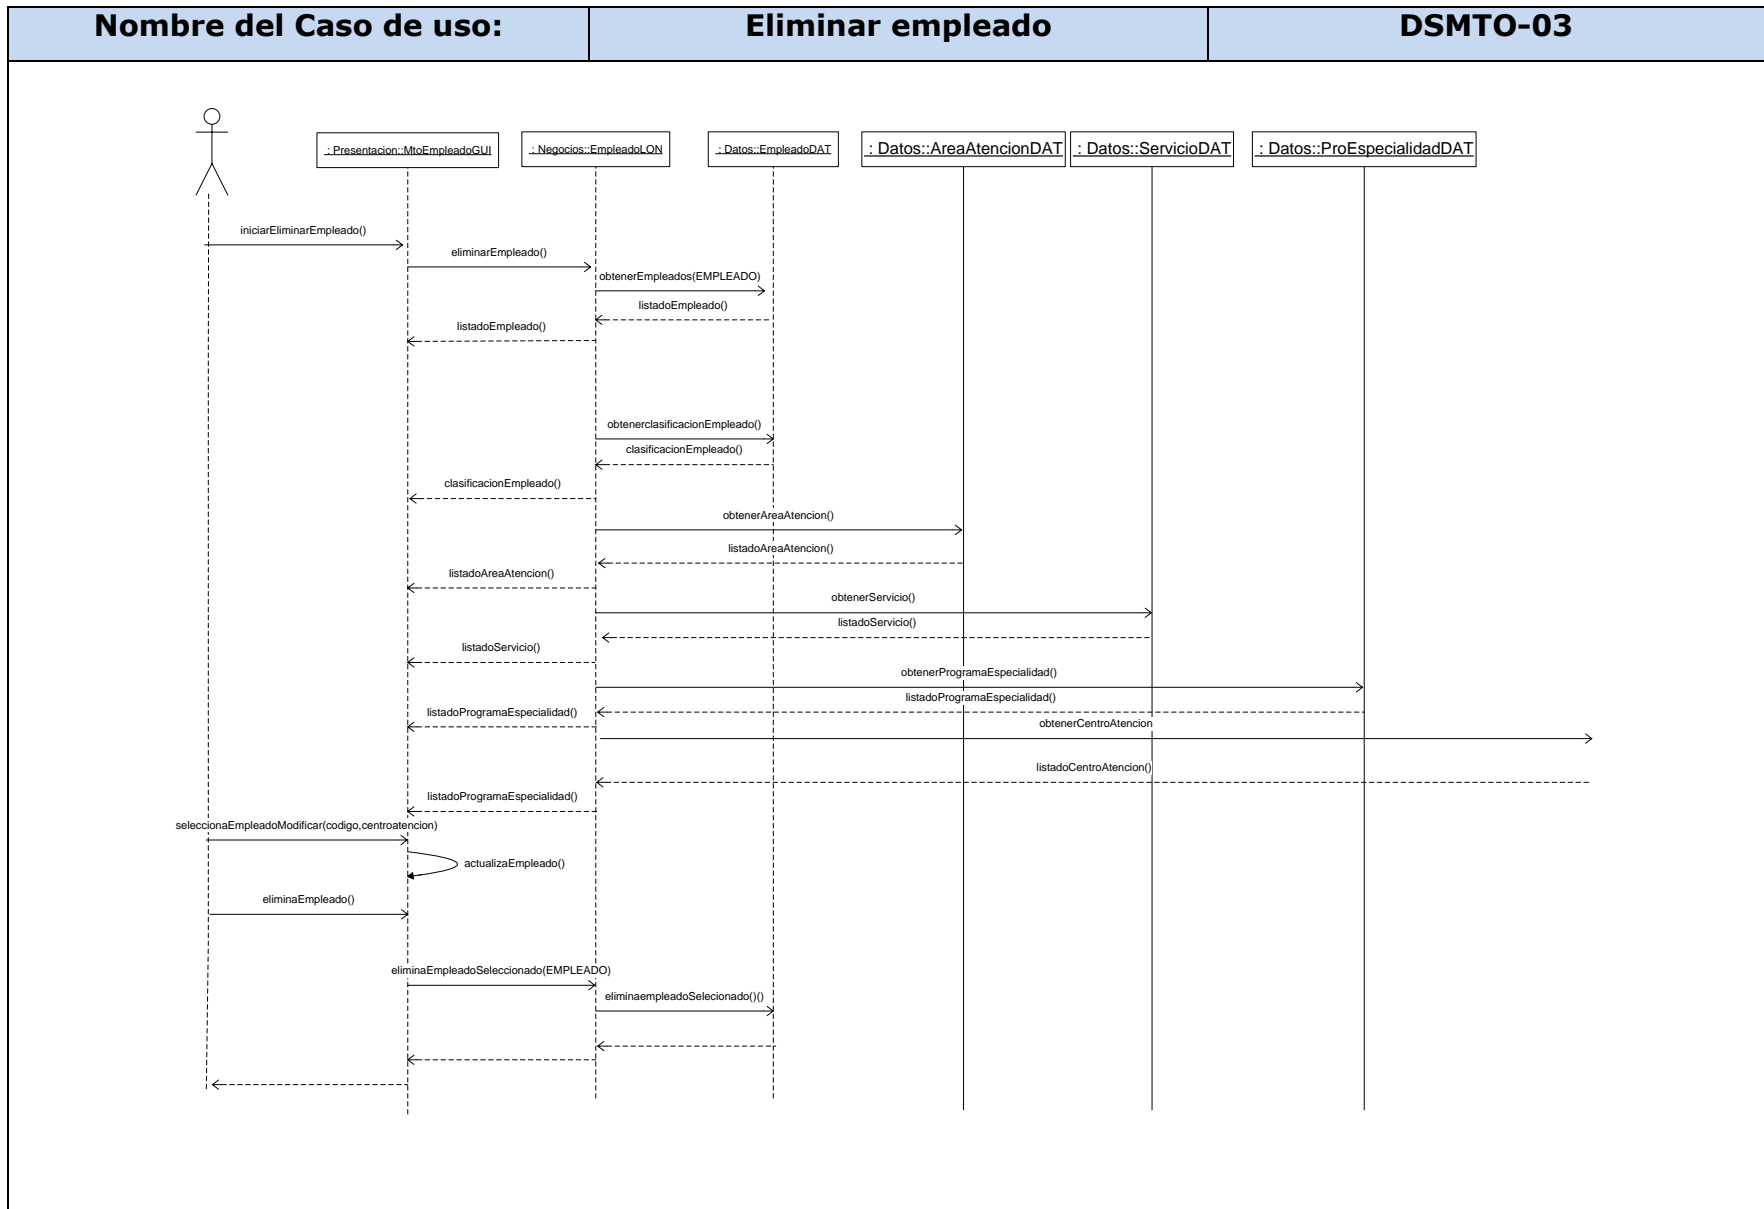 Nombre del Caso de uso:
Eliminar empleado
DSMTO-03
: Presentacion::MtoEmpleadoGUI
: Negocios::EmpleadoLON
: Datos::EmpleadoDAT
: Datos::AreaAtencionDAT
: Datos::ServicioDAT
: Datos::ProEspecialidadDAT
iniciarEliminarEmpleado()
eliminarEmpleado()
obtenerEmpleados(EMPLEADO)
listadoEmpleado()
listadoEmpleado()
obtenerclasificacionEmpleado()
clasificacionEmpleado()
clasificacionEmpleado()
obtenerAreaAtencion()
listadoAreaAtencion()
listadoAreaAtencion()
obtenerServicio()
listadoServicio()
listadoServicio()
obtenerProgramaEspecialidad()
listadoProgramaEspecialidad()
listadoProgramaEspecialidad()
obtenerCentroAtencion
listadoCentroAtencion()
listadoProgramaEspecialidad()
seleccionaEmpleadoModificar(codigo,centroatencion)
actualizaEmpleado()
eliminaEmpleado()
eliminaEmpleadoSeleccionado(EMPLEADO)
eliminaempleadoSelecionado()()